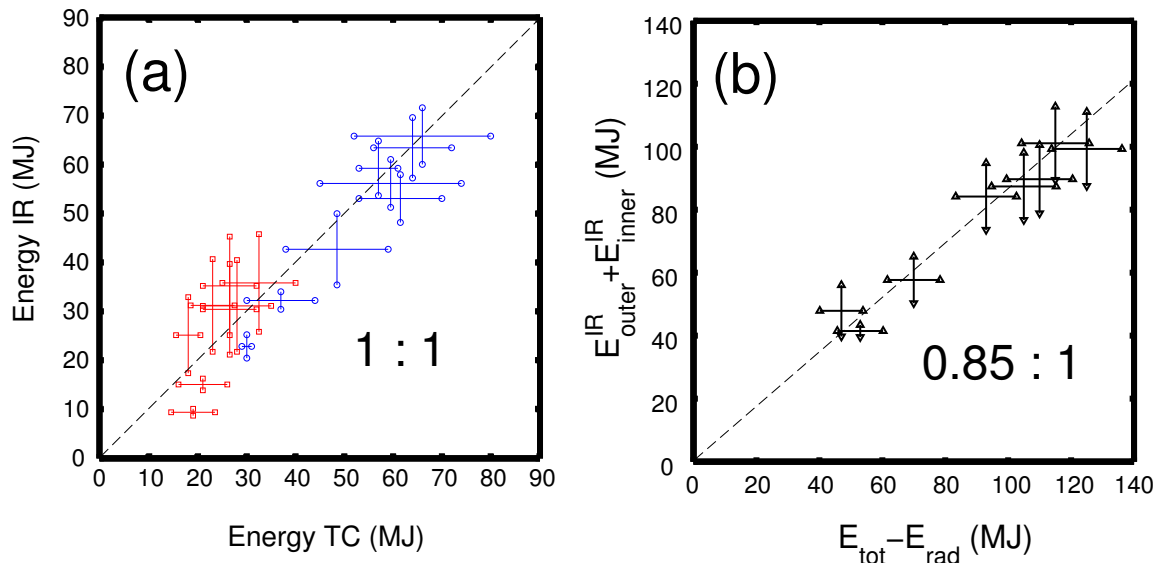 (a)
90
80
70
60
50
40
30
20
10
0
Energy IR (MJ)
1 : 1
0 10 20 30 40 50 60 70 80 90
Energy TC (MJ)
(b)
140
120
100
80
60
40
20
0
E^IR_outer+E^IR_inner (MJ)
0.85 : 1
0 20 40 60 80 100 120 140
E_tot−E_rad (MJ)